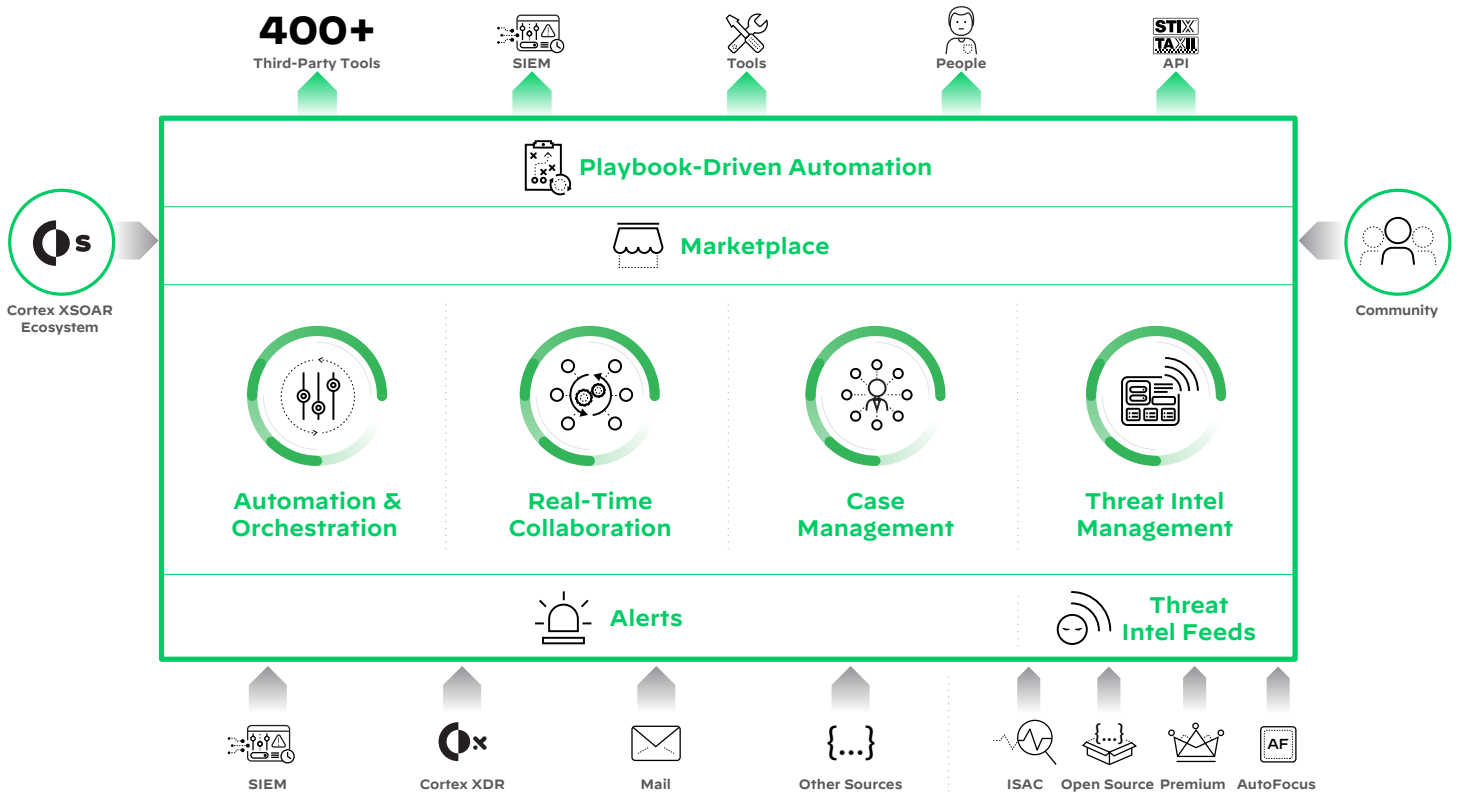 400+
Third-Party Tools
SIEM
Tools
People
STIX
TAXII
API
Playbook-Driven Automation
Marketplace
S
Cortex XSOAR
Ecosystem
Community
Automation &
Orchestration
Real-Time
Collaboration
Case
Management
Threat Intel
Management
Alerts
Threat
Intel Feeds
SIEM
X
Cortex XDR
Mail
{...}
Other Sources
ISAC
{...}
Open Source
Premium
AF
AutoFocus